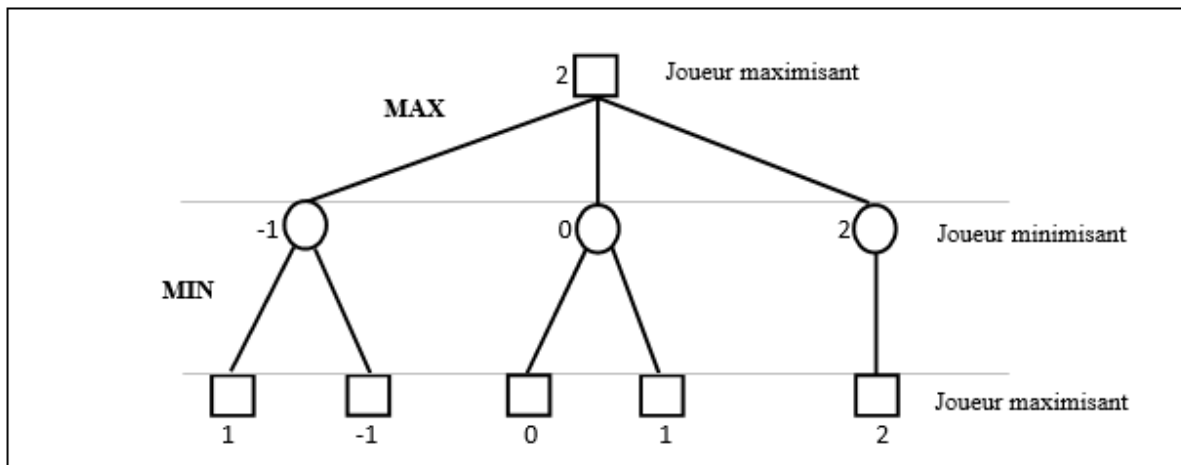 2 Joueur maximisant
MAX
-1 0 2 Joueur minimisant
MIN
Joueur maximisant
1 -1 0 1 2